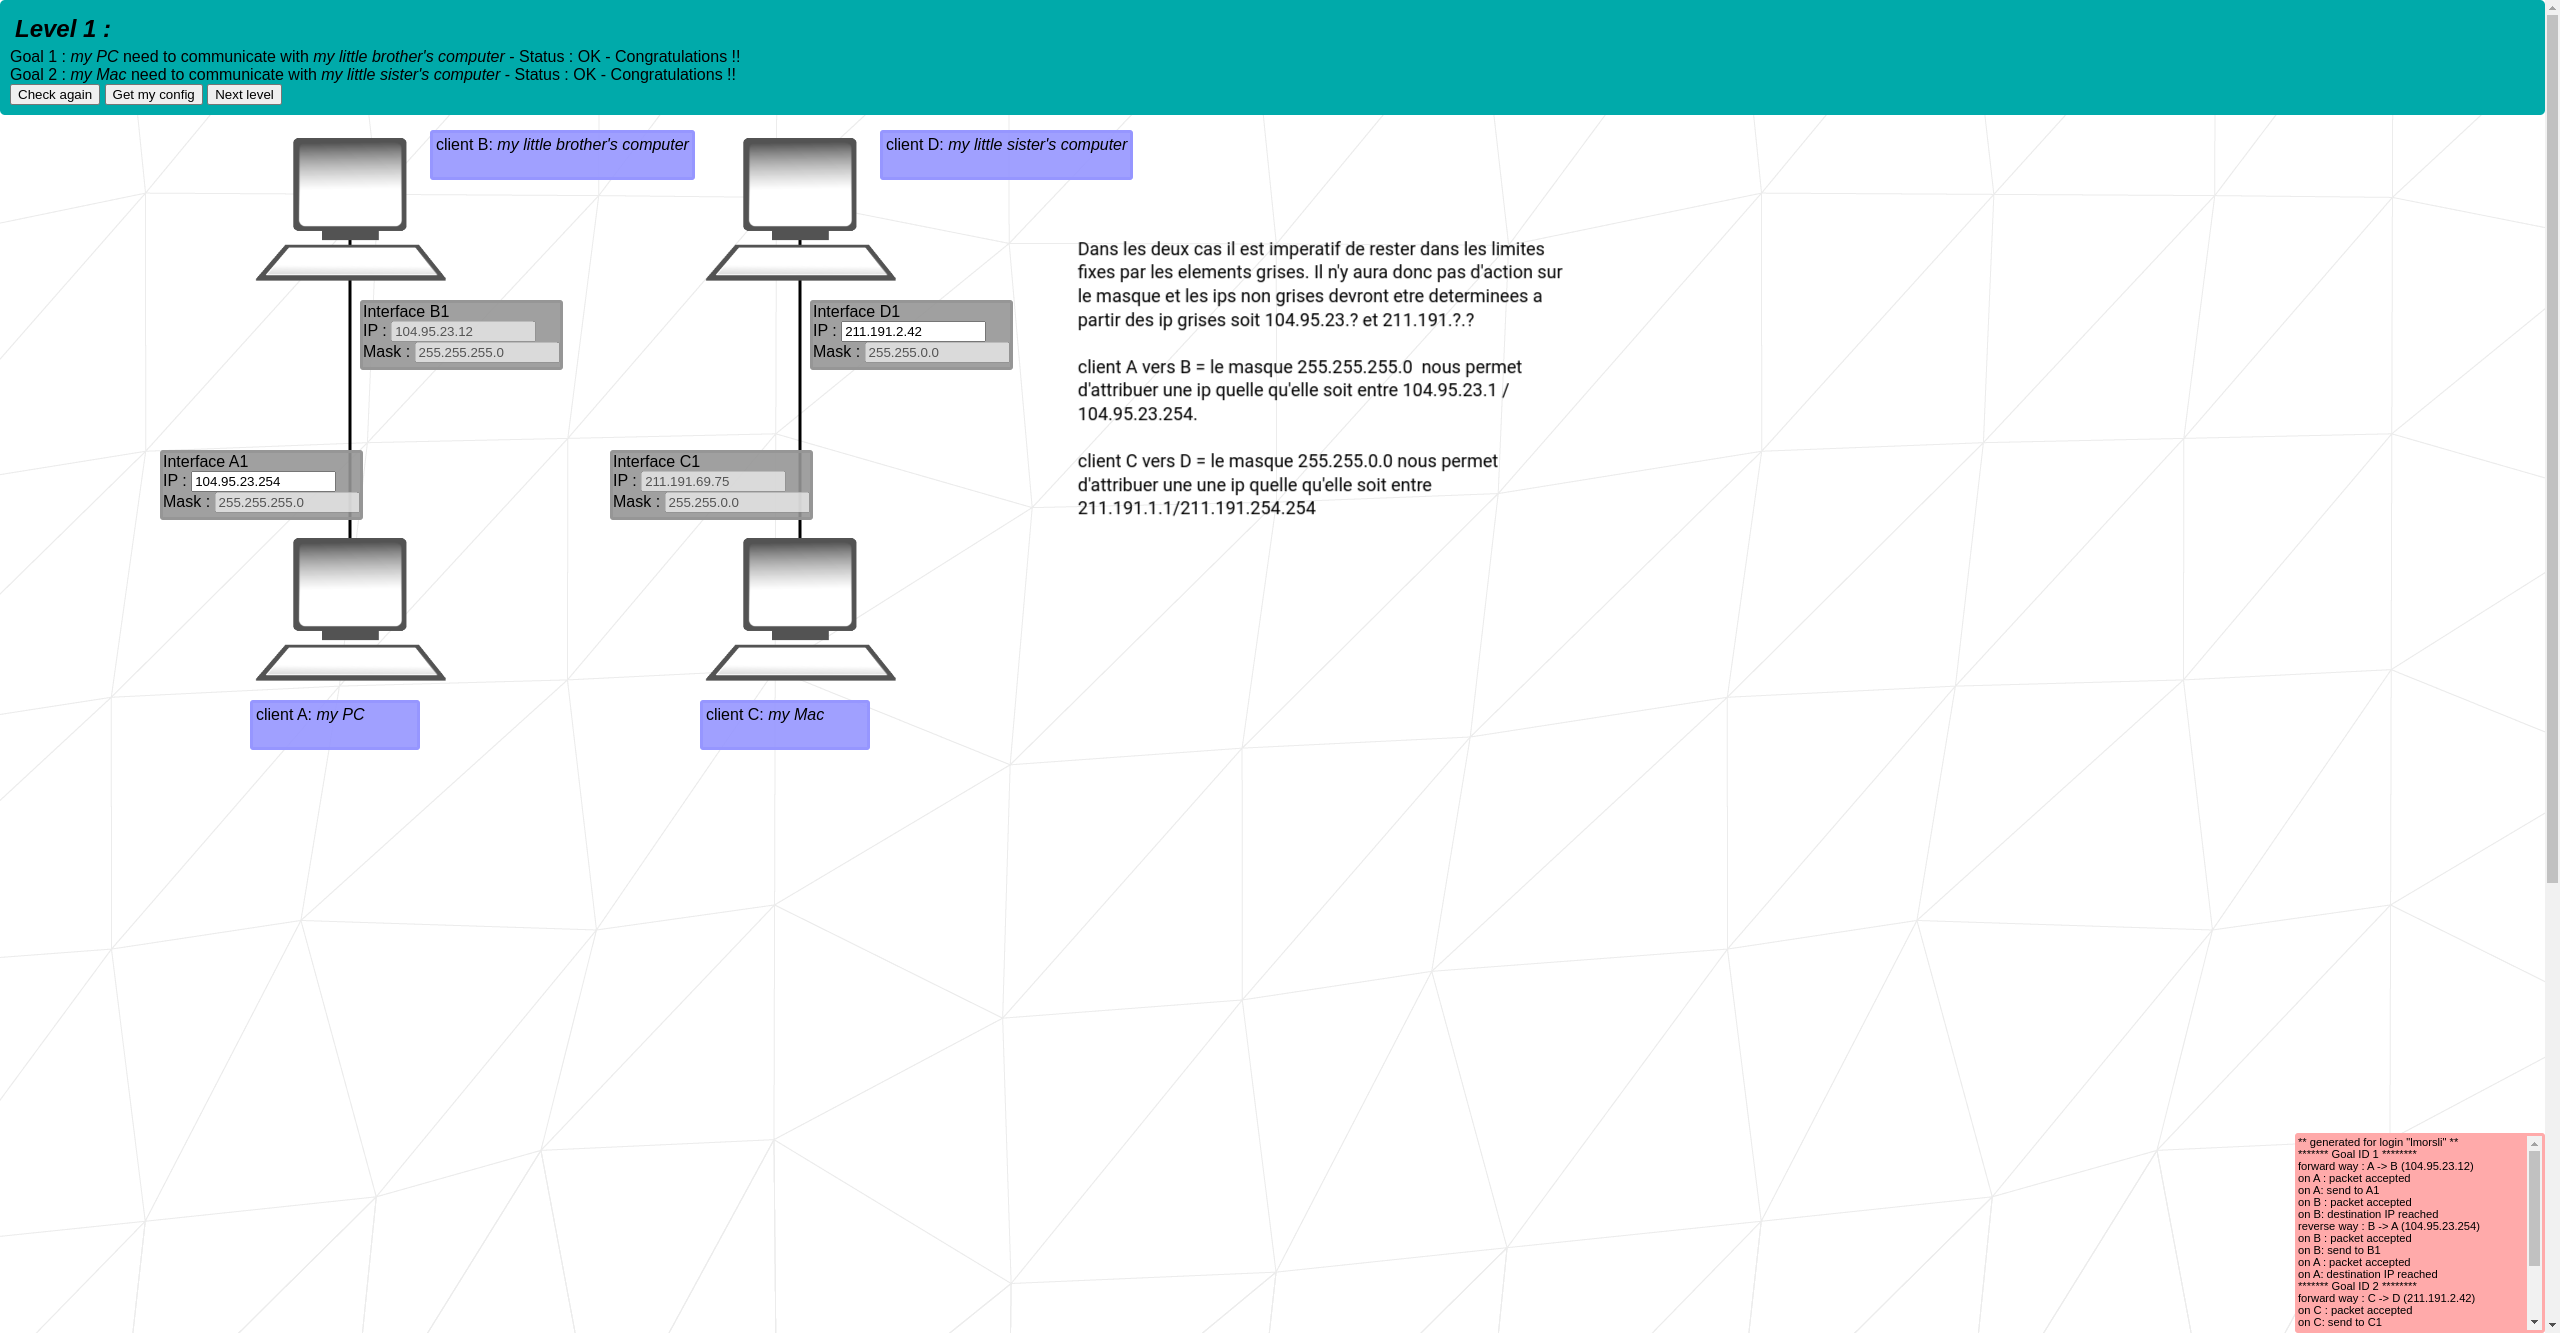 Level 1 :
Goal 1 : my PC need to communicate with my little brother's computer - Status : OK - Congratulations !!
Goal 2 : my Mac need to communicate with my little sister's computer - Status : OK - Congratulations !!
Check again Get my config Next level
client B: my little brother's computer
client D: my little sister's computer
Interface B1
IP : 104.95.23.12
Mask : 255.255.255.0
Interface D1
IP : 211.191.2.42
Mask : 255.255.0.0
Dans les deux cas il est imperatif de rester dans les limites
fixes par les elements grises. Il n'y aura donc pas d'action sur
le masque et les ips non grises devront etre determinees a
partir des ip grises soit 104.95.23.? et 211.191.?.?
client A vers B = le masque 255.255.255.0  nous permet
d'attribuer une ip quelle qu'elle soit entre 104.95.23.1 /
104.95.23.254.
client C vers D = le masque 255.255.0.0 nous permet
d'attribuer une une ip quelle qu'elle soit entre
211.191.1.1/211.191.254.254
Interface A1
IP : 104.95.23.254
Mask : 255.255.255.0
Interface C1
IP : 211.191.69.75
Mask : 255.255.0.0
client A: my PC
client C: my Mac
** generated for login "lmorsli" **
******* Goal ID 1 ********
forward way : A -> B (104.95.23.12)
on A : packet accepted
on A: send to A1
on B : packet accepted
on B: destination IP reached
reverse way : B -> A (104.95.23.254)
on B : packet accepted
on B: send to B1
on A : packet accepted
on A: destination IP reached
******* Goal ID 2 ********
forward way : C -> D (211.191.2.42)
on C : packet accepted
on C: send to C1